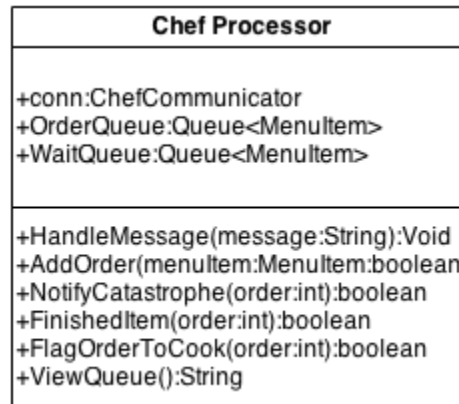 Chef Processor
+conn:ChefCommunicator
+OrderQueue:Queue<MenuItem>
+WaitQueue:Queue<MenuItem>
+HandleMessage(message:String):Void
+AddOrder(menuItem:MenuItem:boolean
+NotifyCatastrophe(order:int):boolean
+FinishedItem(order:int):boolean
+FlagOrderToCook(order:int):boolean
+ViewQueue():String